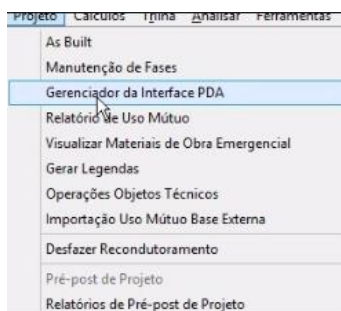 Projeto Cálculos Trilha Analisar Ferramentas
As Built
Manutenção de Fases
Gerenciador da Interface PDA
Relatório de Uso Mútuo
Visualizar Materiais de Obra Emergencial
Gerar Legendas
Operações Objetos Técnicos
Importação Uso Mútuo Base Externa
Desfazer Recondutoramento
Pré-post de Projeto
Relatórios de Pré-post de Projeto